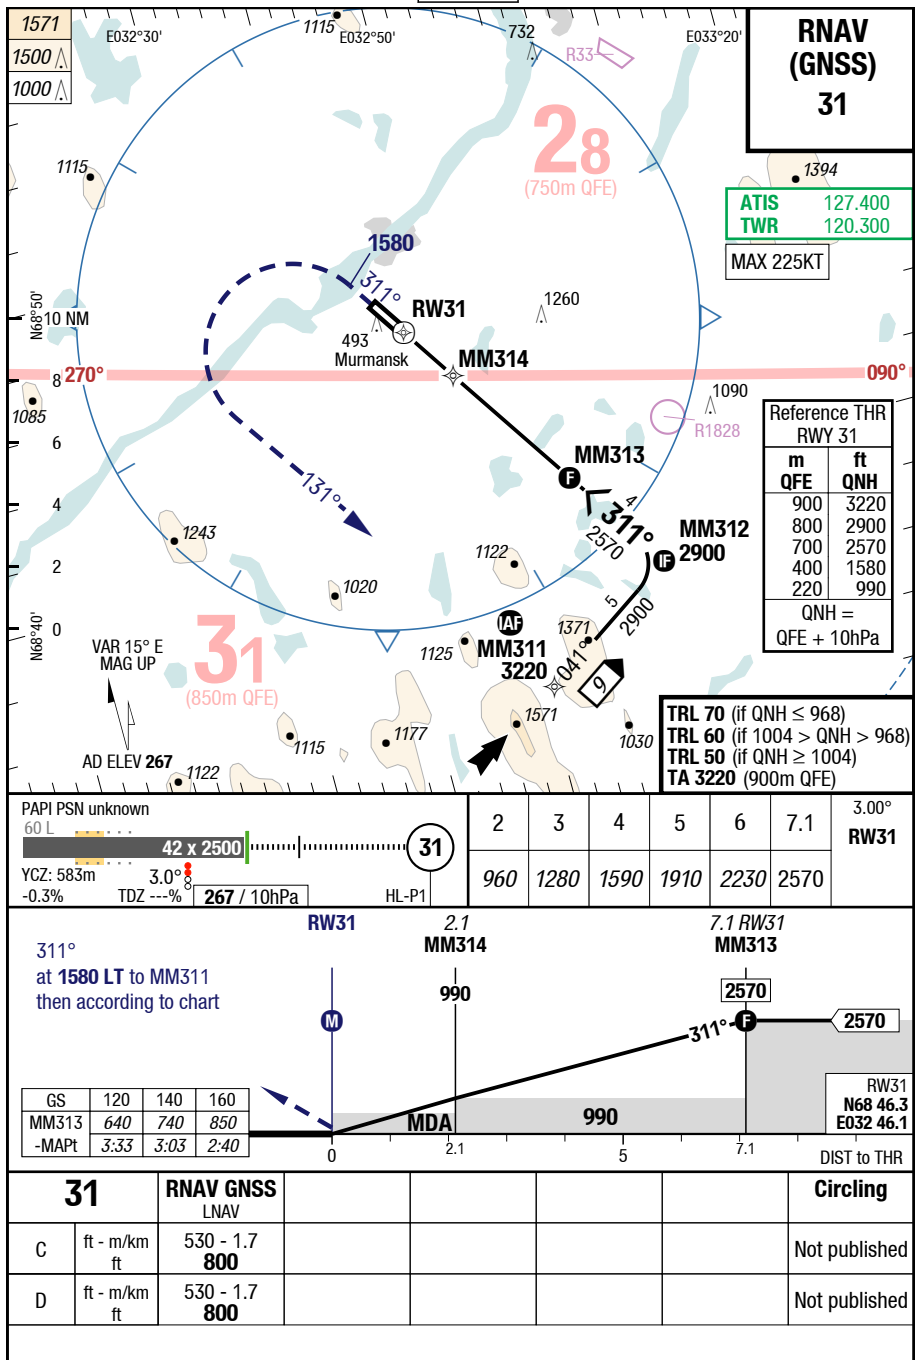 1571
1500
1000
E032°30'
1115
E032°50'
732
R33
E033°20'
RNAV
(GNSS)
31
28
(750m QFE)
1115
1394
ATIS 127.400
TWR 120.300
MAX 225KT
1580
311°
RW31
1260
N68°50'
10 NM
493
Murmansk
MM314
8
270°
090°
1085
1090
R1828
6
MM313
F
4
131°
4
311°
2570
MM312
2900
IF
Reference THR
RWY 31
m ft
QFE QNH
900 3220
800 2900
700 2570
400 1580
220 990
QNH =
QFE + 10hPa
1243
1122
2
1020
5
2900
0
N68°40'
IAF
MM311
3220
1371
041°
9
1125
31
(850m QFE)
VAR 15° E
MAG UP
AD ELEV 267
1571
1030
1115
1177
1122
TRL 70 (if QNH ≤ 968)
TRL 60 (if 1004 > QNH > 968)
TRL 50 (if QNH ≥ 1004)
TA 3220 (900m QFE)
PAPI PSN unknown
60 L
42 x 2500
31
YCZ: 583m
-0.3%
3.0°
TDZ ---%
267 / 10hPa
HL-P1
2 3 4 5 6 7.1 3.00°
RW31
960 1280 1590 1910 2230 2570
RW31
2.1
MM314
7.1 RW31
MM313
311°
at 1580 LT to MM311
then according to chart
990
2570
M
311°
F
2570
GS 120 140 160
MM313 640 740 850
-MAPt 3:33 3:03 2:40
MDA
990
RW31
N68 46.3
E032 46.1
0 2.1 5 7.1 DIST to THR
31 RNAV GNSS Circling
LNAV
C ft - m/km 530 - 1.7 Not published
ft 800
D ft - m/km 530 - 1.7 Not published
ft 800